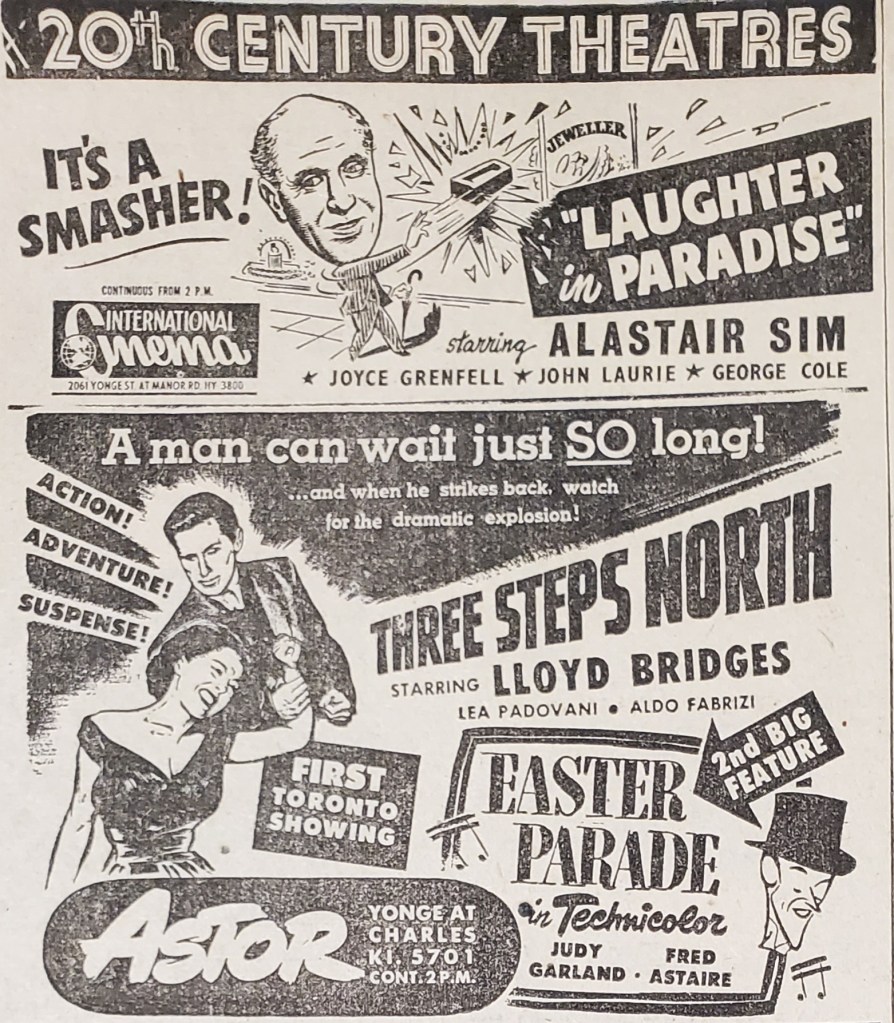 20th CENTURY THEATRES
IT'S A
SMASHER!
JEWELLER
"LAUGHTER
in PARADISE"
CONTINUOUS FROM 2 P.M.
INTERNATIONAL
Cinema
2061 YONGE ST. AT MANOR RD. HY 3800
starring ALASTAIR SIM
★ JOYCE GRENFELL ★ JOHN LAURIE ★ GEORGE COLE
A man can wait just SO long!
...and when he strikes back, watch
for the dramatic explosion!
ACTION!
ADVENTURE!
SUSPENSE!
THREE STEPS NORTH
STARRING LLOYD BRIDGES
LEA PADOVANI • ALDO FABRIZI
FIRST
TORONTO
SHOWING
2nd BIG
FEATURE
EASTER
PARADE
in Technicolor
JUDY GARLAND · FRED ASTAIRE
ASTOR
YONGE AT
CHARLES
KI. 5701
CONT. 2 P.M.